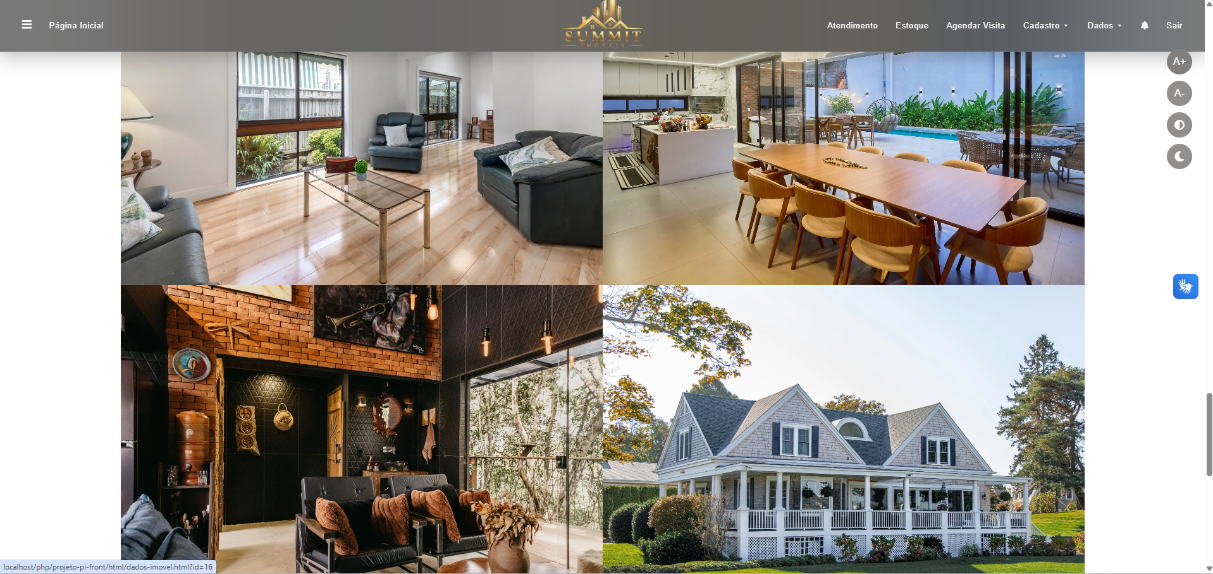 Página Inicial
SUMMIT
IMÓVEIS
Atendimento
Estoque
Agendar Visita
Cadastro
Dados
Sair
A+
A-
localhost/php/projeto-pi-front/html/dados-imovel.html?id=16